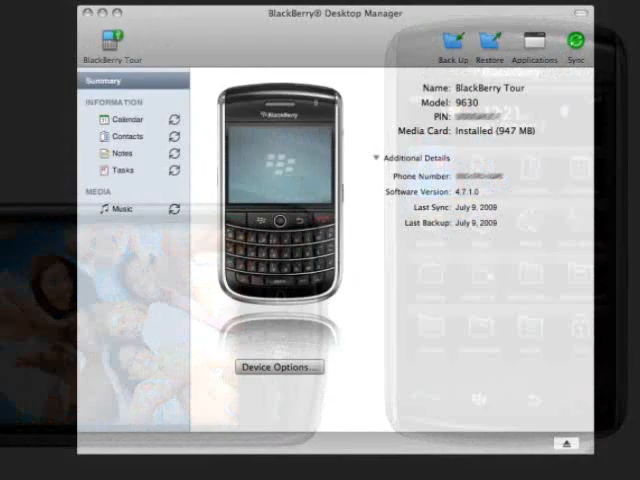 BlackBerry® Desktop Manager
BlackBerry Tour
Back Up
Restore
Applications
Sync
Summary
INFORMATION
Calendar
Contacts
Notes
Tasks
MEDIA
Music
BlackBerry
Device Options...
Name: BlackBerry Tour
Model: 9630
PIN:
Media Card: Installed (947 MB)
Additional Details
Phone Number:
Software Version: 4.7.1.0
Last Sync: July 9, 2009
Last Backup: July 9, 2009